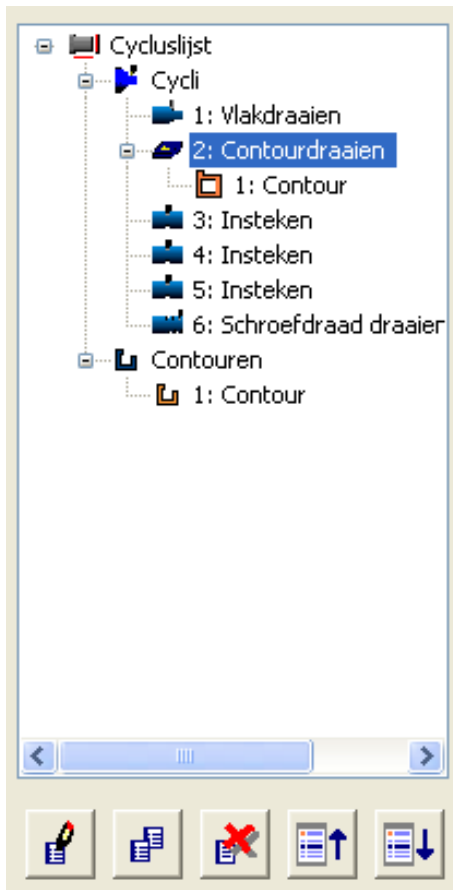 Cycluslijst
Cycli
1: Vlakdraaien
2: Contourdraaien
1: Contour
3: Insteken
4: Insteken
5: Insteken
6: Schroefdraad draaier
Contouren
1: Contour